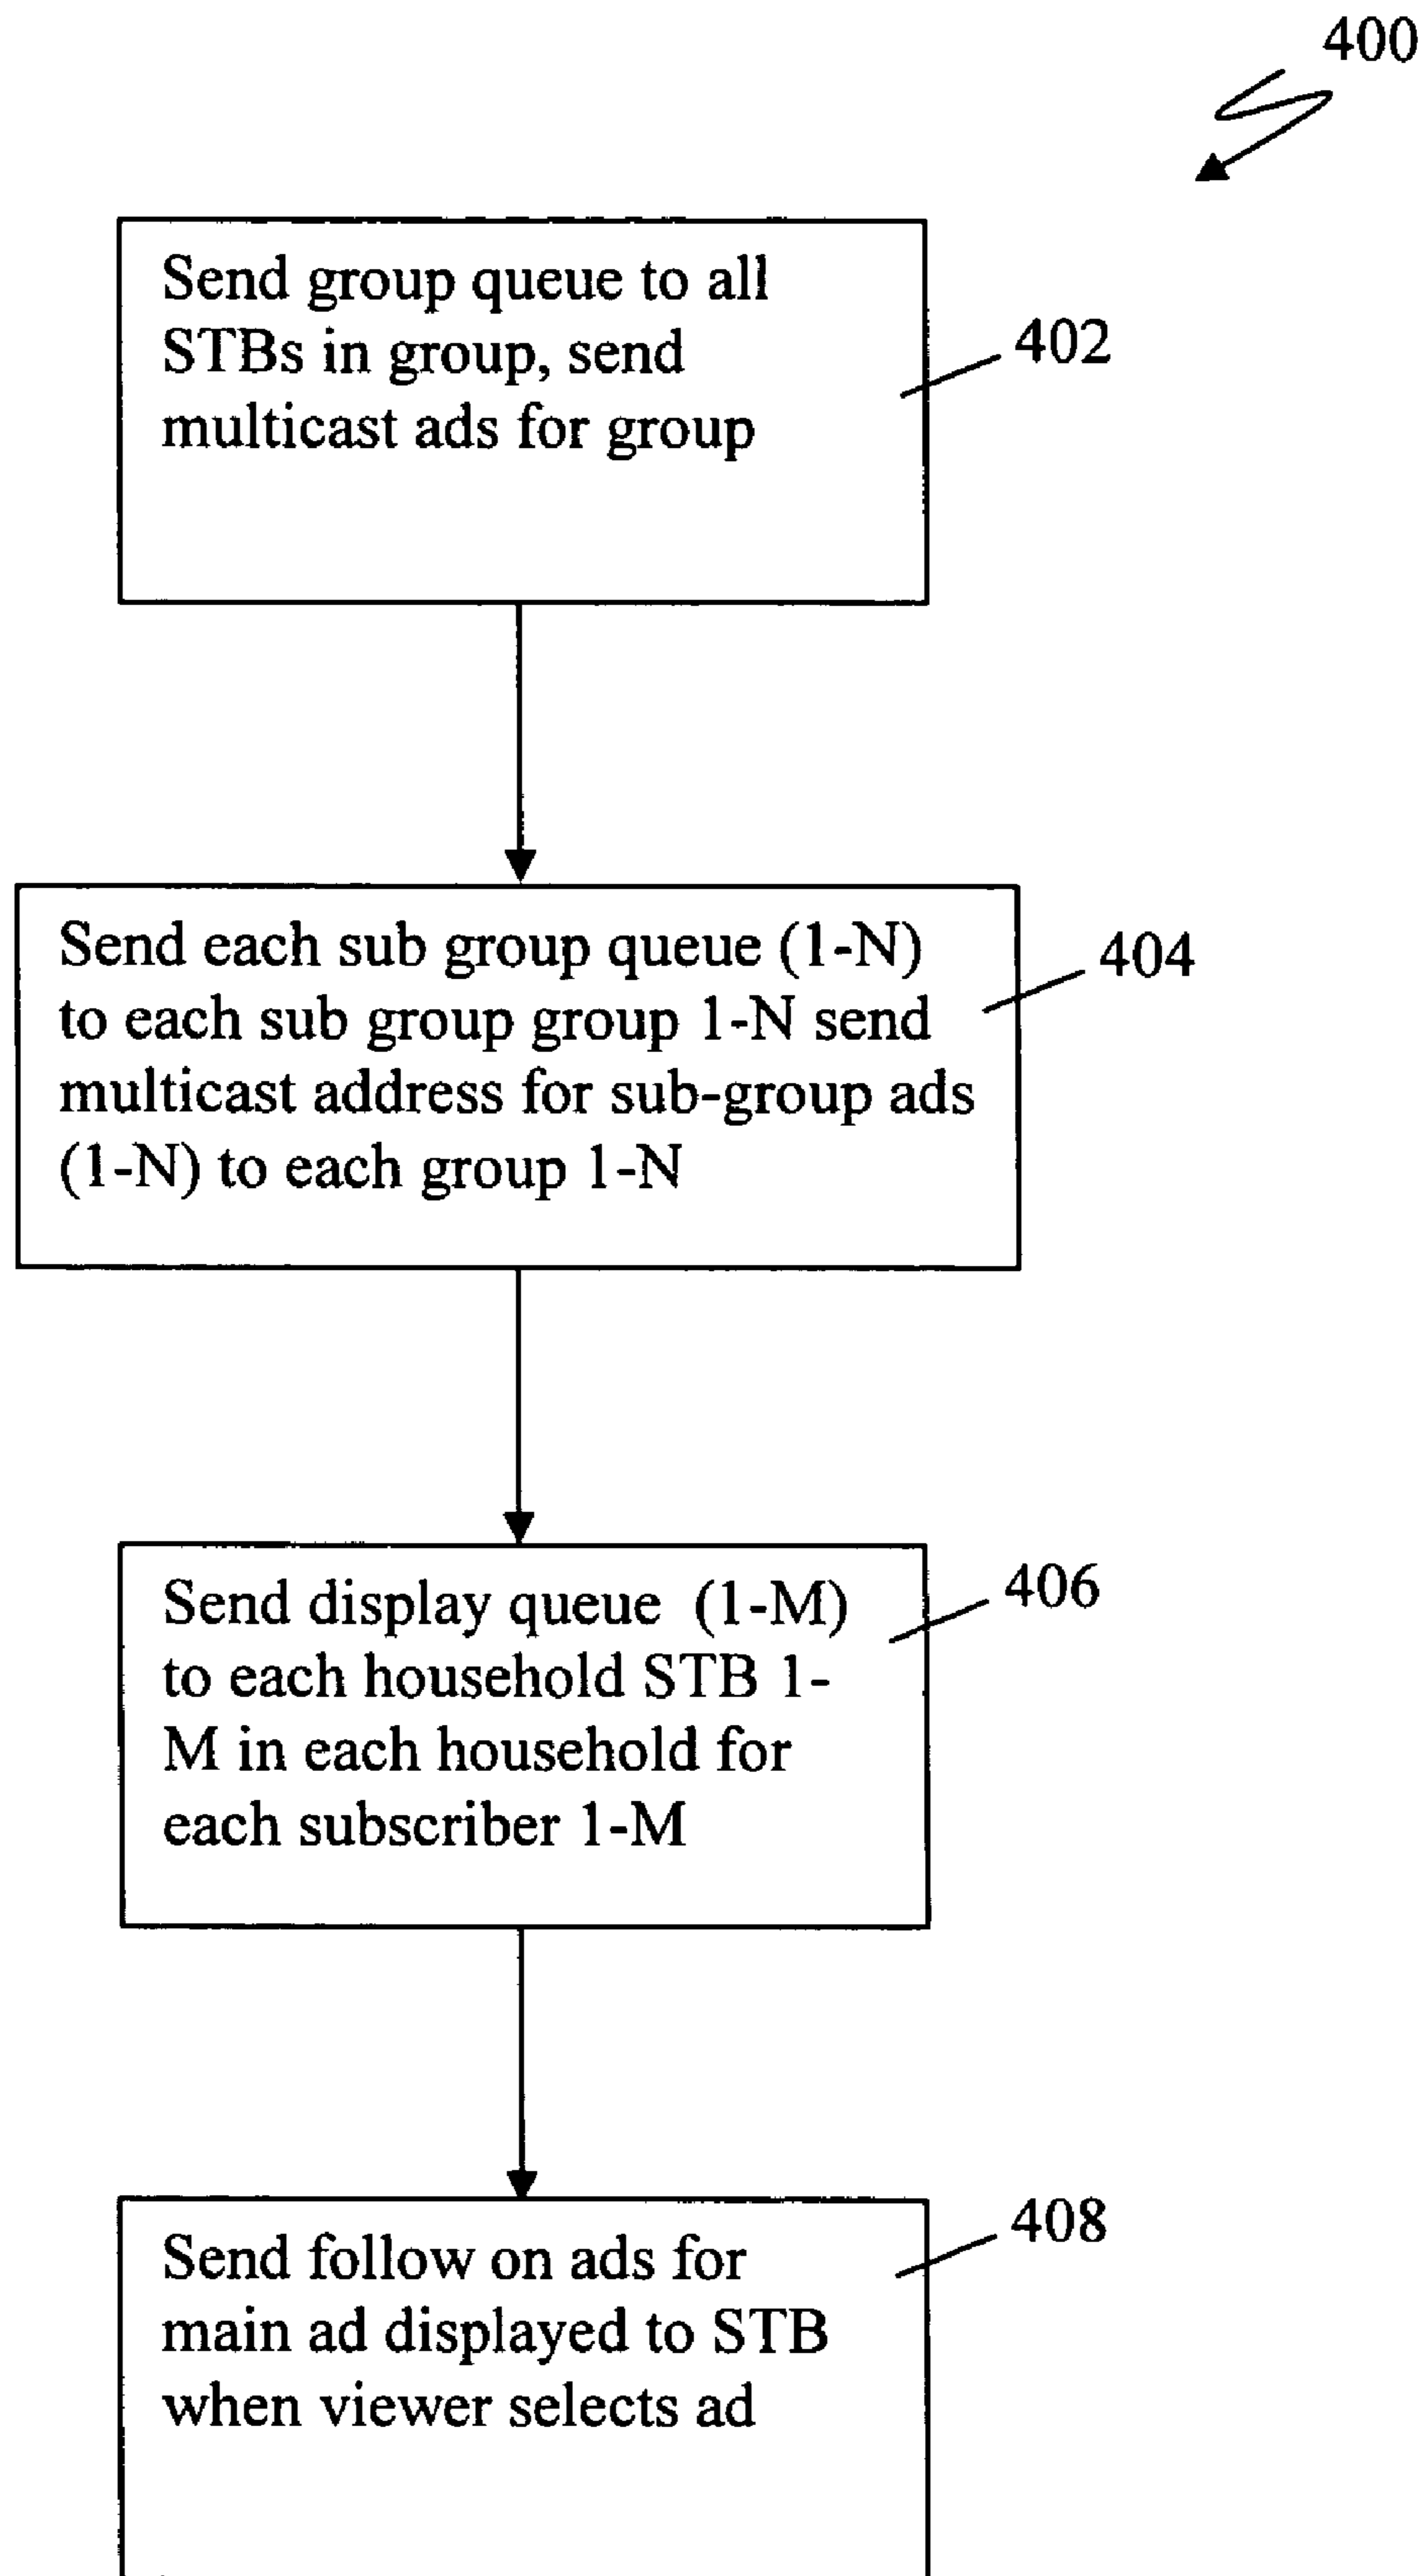 400
Send group queue to all
STBs in group, send
multicast ads for group
402
Send each sub group queue (1-N)
to each sub group group 1-N send
multicast address for sub-group ads
(1-N) to each group 1-N
404
Send display queue (1-M)
to each household STB 1-
M in each household for
each subscriber 1-M
406
Send follow on ads for
main ad displayed to STB
when viewer selects ad
408